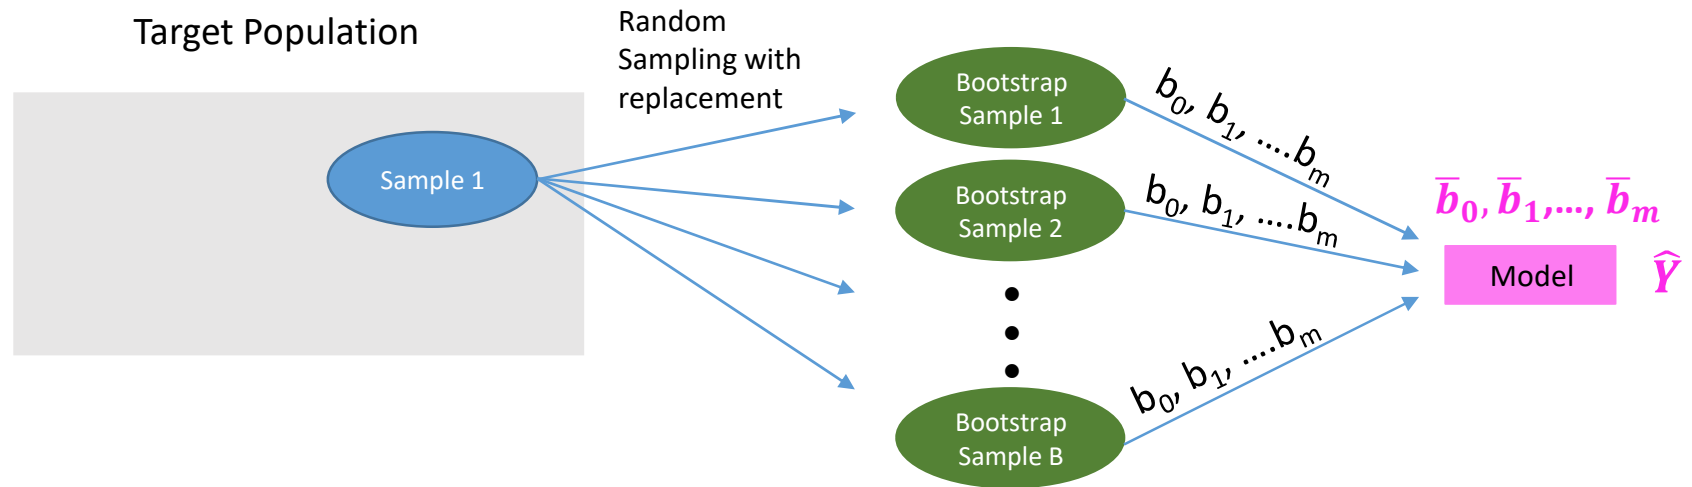 Target Population
Random
Sampling with
replacement
Sample 1
Bootstrap
Sample 1
Bootstrap
Sample 2
Bootstrap
Sample B
b₀, b₁, ....bₘ
b₀, b₁, ....bₘ
b₀, b₁, ....bₘ
b̅₀, b̅₁,..., b̅ₘ
Model
Ŷ